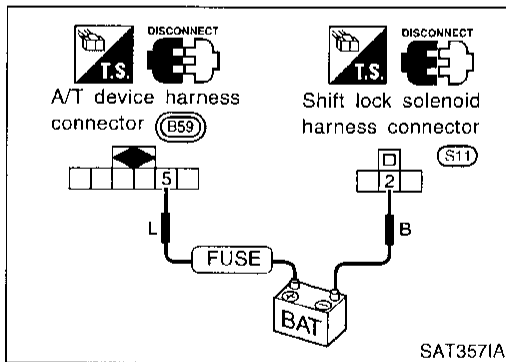 DISCONNECT
T.S.
A/T device harness
connector B59
5
L
FUSE
DISCONNECT
T.S.
Shift lock solenoid
harness connector
S11
2
B
BAT
SAT357IA